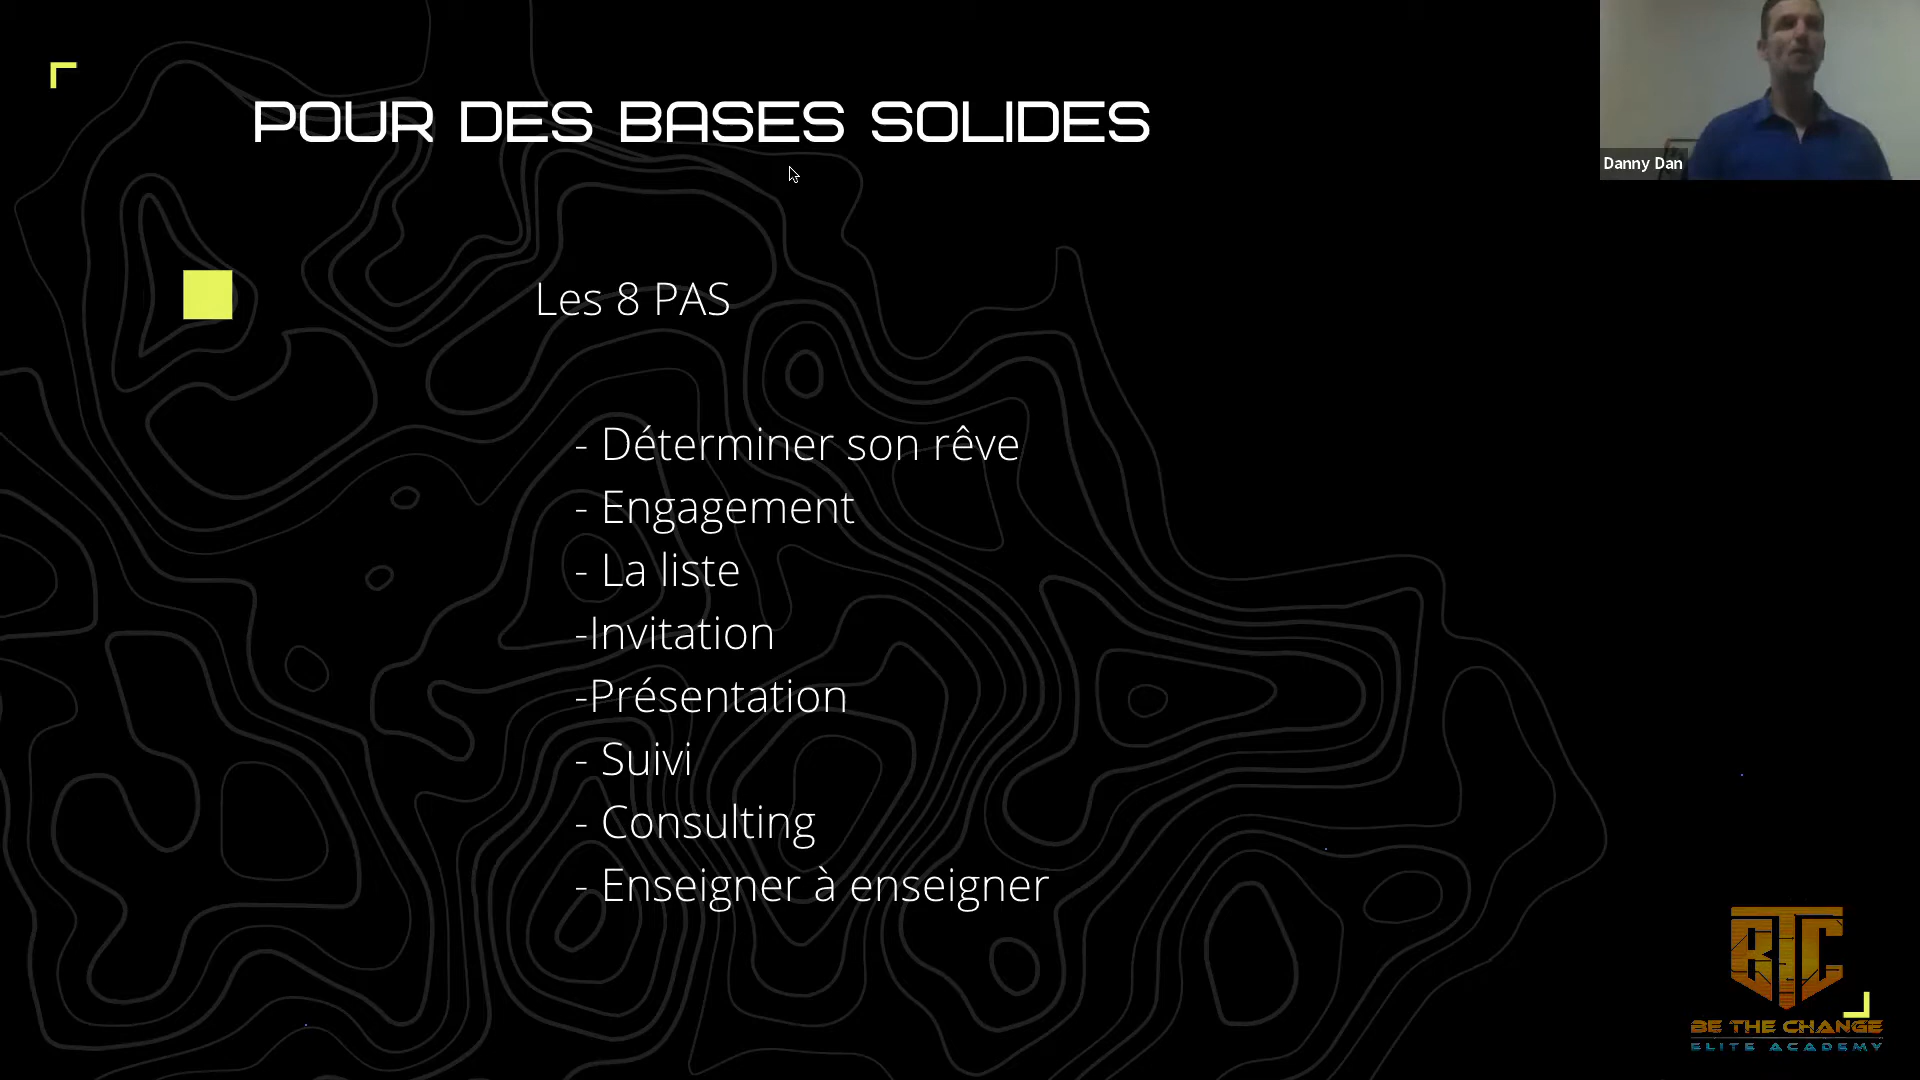 POUR DES BASES SOLIDES
Danny Dan
Les 8 PAS
- Déterminer son rêve
- Engagement
- La liste
-Invitation
-Présentation
- Suivi
- Consulting
- Enseigner à enseigner
BTC
BE THE CHANGE
ELITE ACADEMY